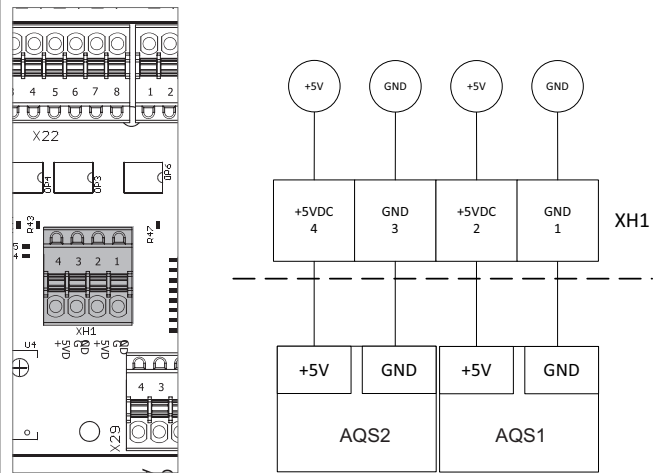 4 5 6 7 8 1 2
X22
OP4
OP3
OP6
R43
R47
4 3 2 1
XH1
+5VD
GND
+5VD
GND
U4
4 3
X29
+5V
GND
+5V
GND
+5VDC
4
GND
3
+5VDC
2
GND
1
XH1
+5V
GND
+5V
GND
AQS2
AQS1